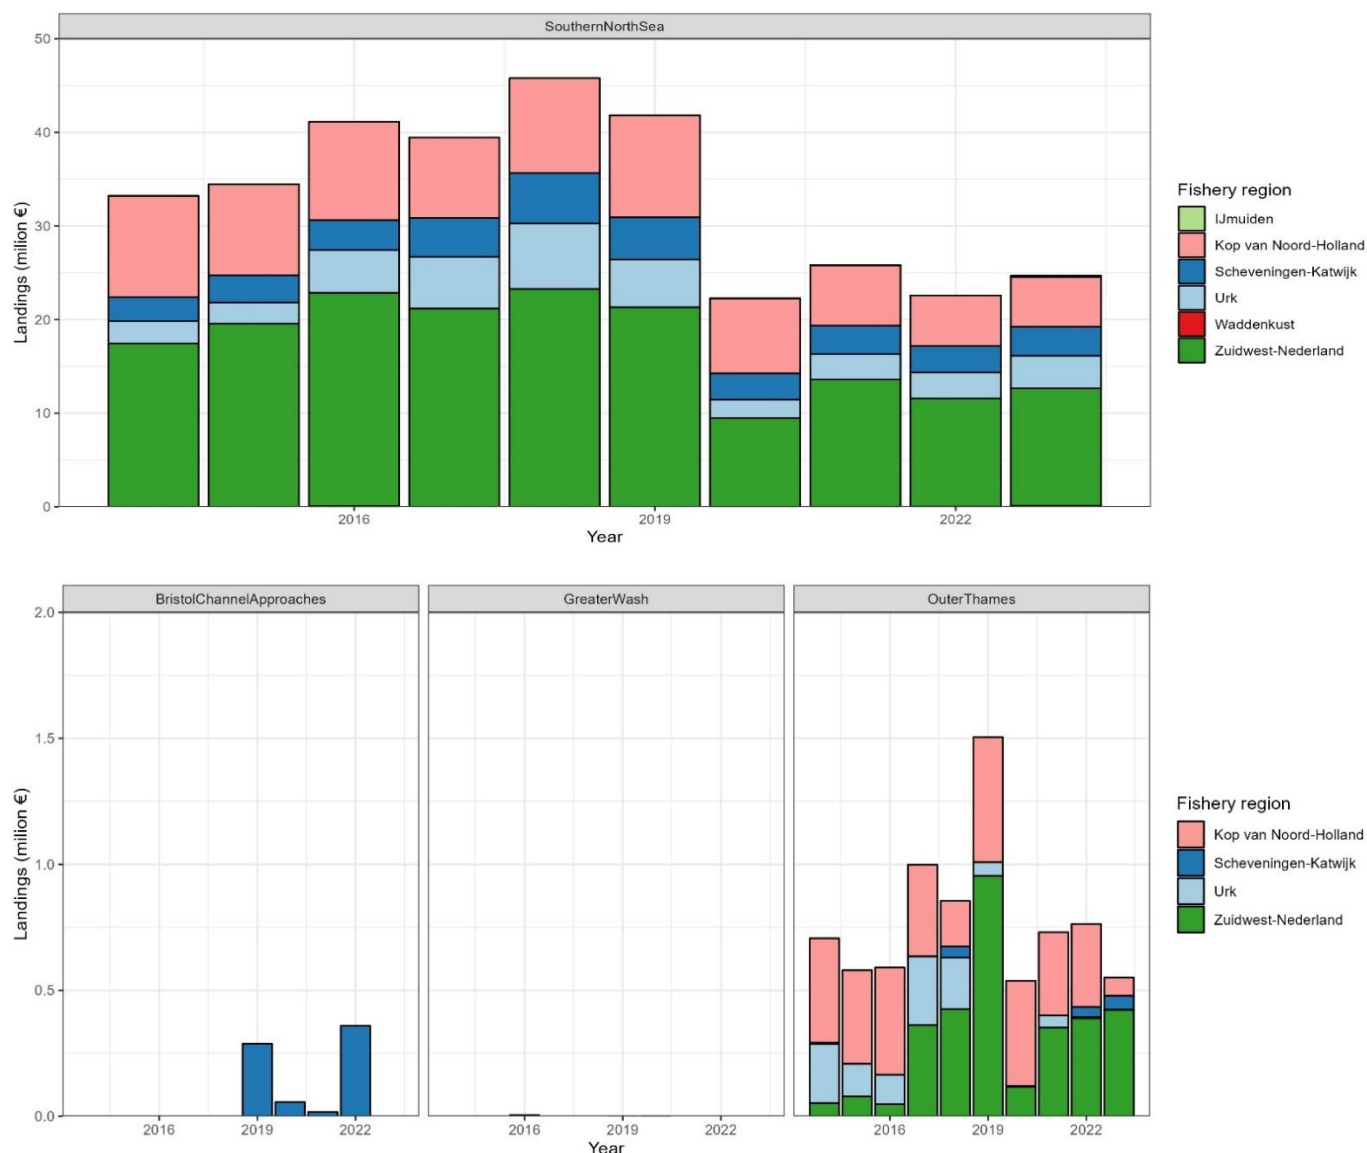 SouthernNorthSea
50
40
30
20
10
0
Landings (milion €)
2016
2019
2022
Year
Fishery region
IJmuiden
Kop van Noord-Holland
Scheveningen-Katwijk
Urk
Waddenkust
Zuidwest-Nederland
BristolChannelApproaches
GreaterWash
OuterThames
2.0
1.5
1.0
0.5
0.0
Landings (milion €)
2016
2019
2022
2016
2019
2022
2016
2019
2022
Year
Fishery region
Kop van Noord-Holland
Scheveningen-Katwijk
Urk
Zuidwest-Nederland